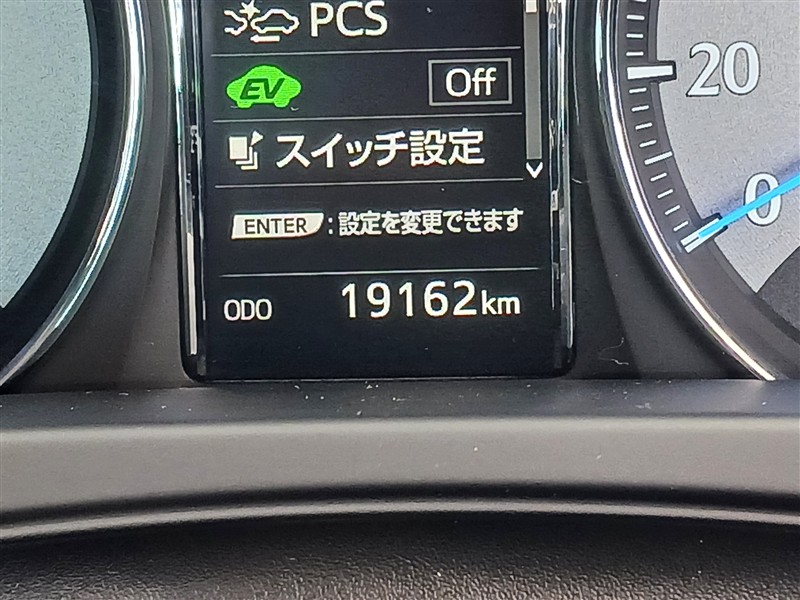 PCS
EV Off
スイッチ設定
ENTER : 設定を変更できます
ODO 19162km
20
0